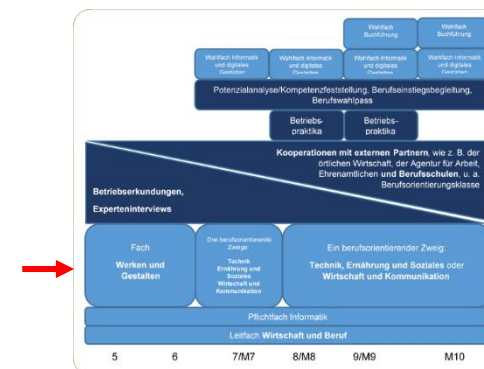 Wahlfach
Buchführung
Wahlfach
Buchführung
Wahlfach Informatik
und digitales
Gestalten
Wahlfach Informatik
und digitales
Gestalten
Wahlfach Informatik
und digitales
Gestalten
Wahlfach Informatik
und digitales
Gestalten
Potenzialanalyse/Kompetenzfeststellung, Berufseinstiegsbegleitung,
Berufswahlpass
Betriebs-
praktika
Betriebs-
praktika
Kooperationen mit externen Partnern, wie z. B. der
örtlichen Wirtschaft, der Agentur für Arbeit,
Ehrenamtlichen und Berufsschulen, u. a.
Berufsorientierungsklasse
Betriebserkundungen,
Experteninterviews
Fach
Werken und
Gestalten
Drei berufsorientierende
Zweige:
Technik
Ernährung und
Soziales
Wirtschaft und
Kommunikation
Ein berufsorientierender Zweig:
Technik, Ernährung und Soziales oder
Wirtschaft und Kommunikation
Pflichtfach Informatik
Leitfach Wirtschaft und Beruf
5 6 7/M7 8/M8 9/M9 M10